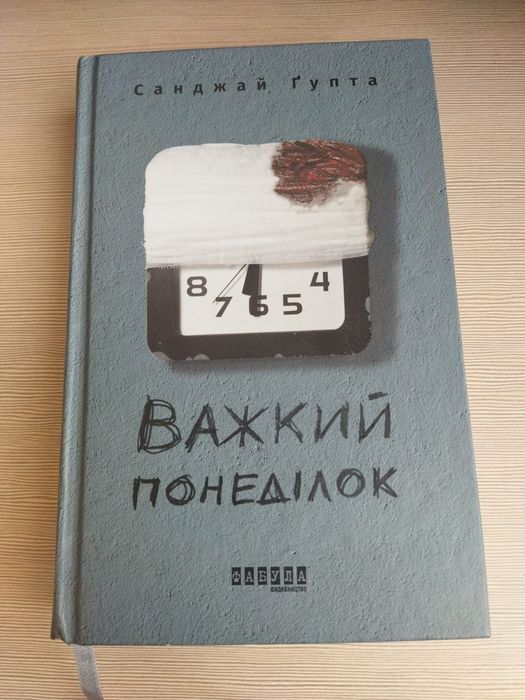 Санджай Ґупта
8 7 6 5 4
ВАЖКИЙ
ПОНЕДІЛОК
ФАБУЛА
ВИДАВНИЦТВО